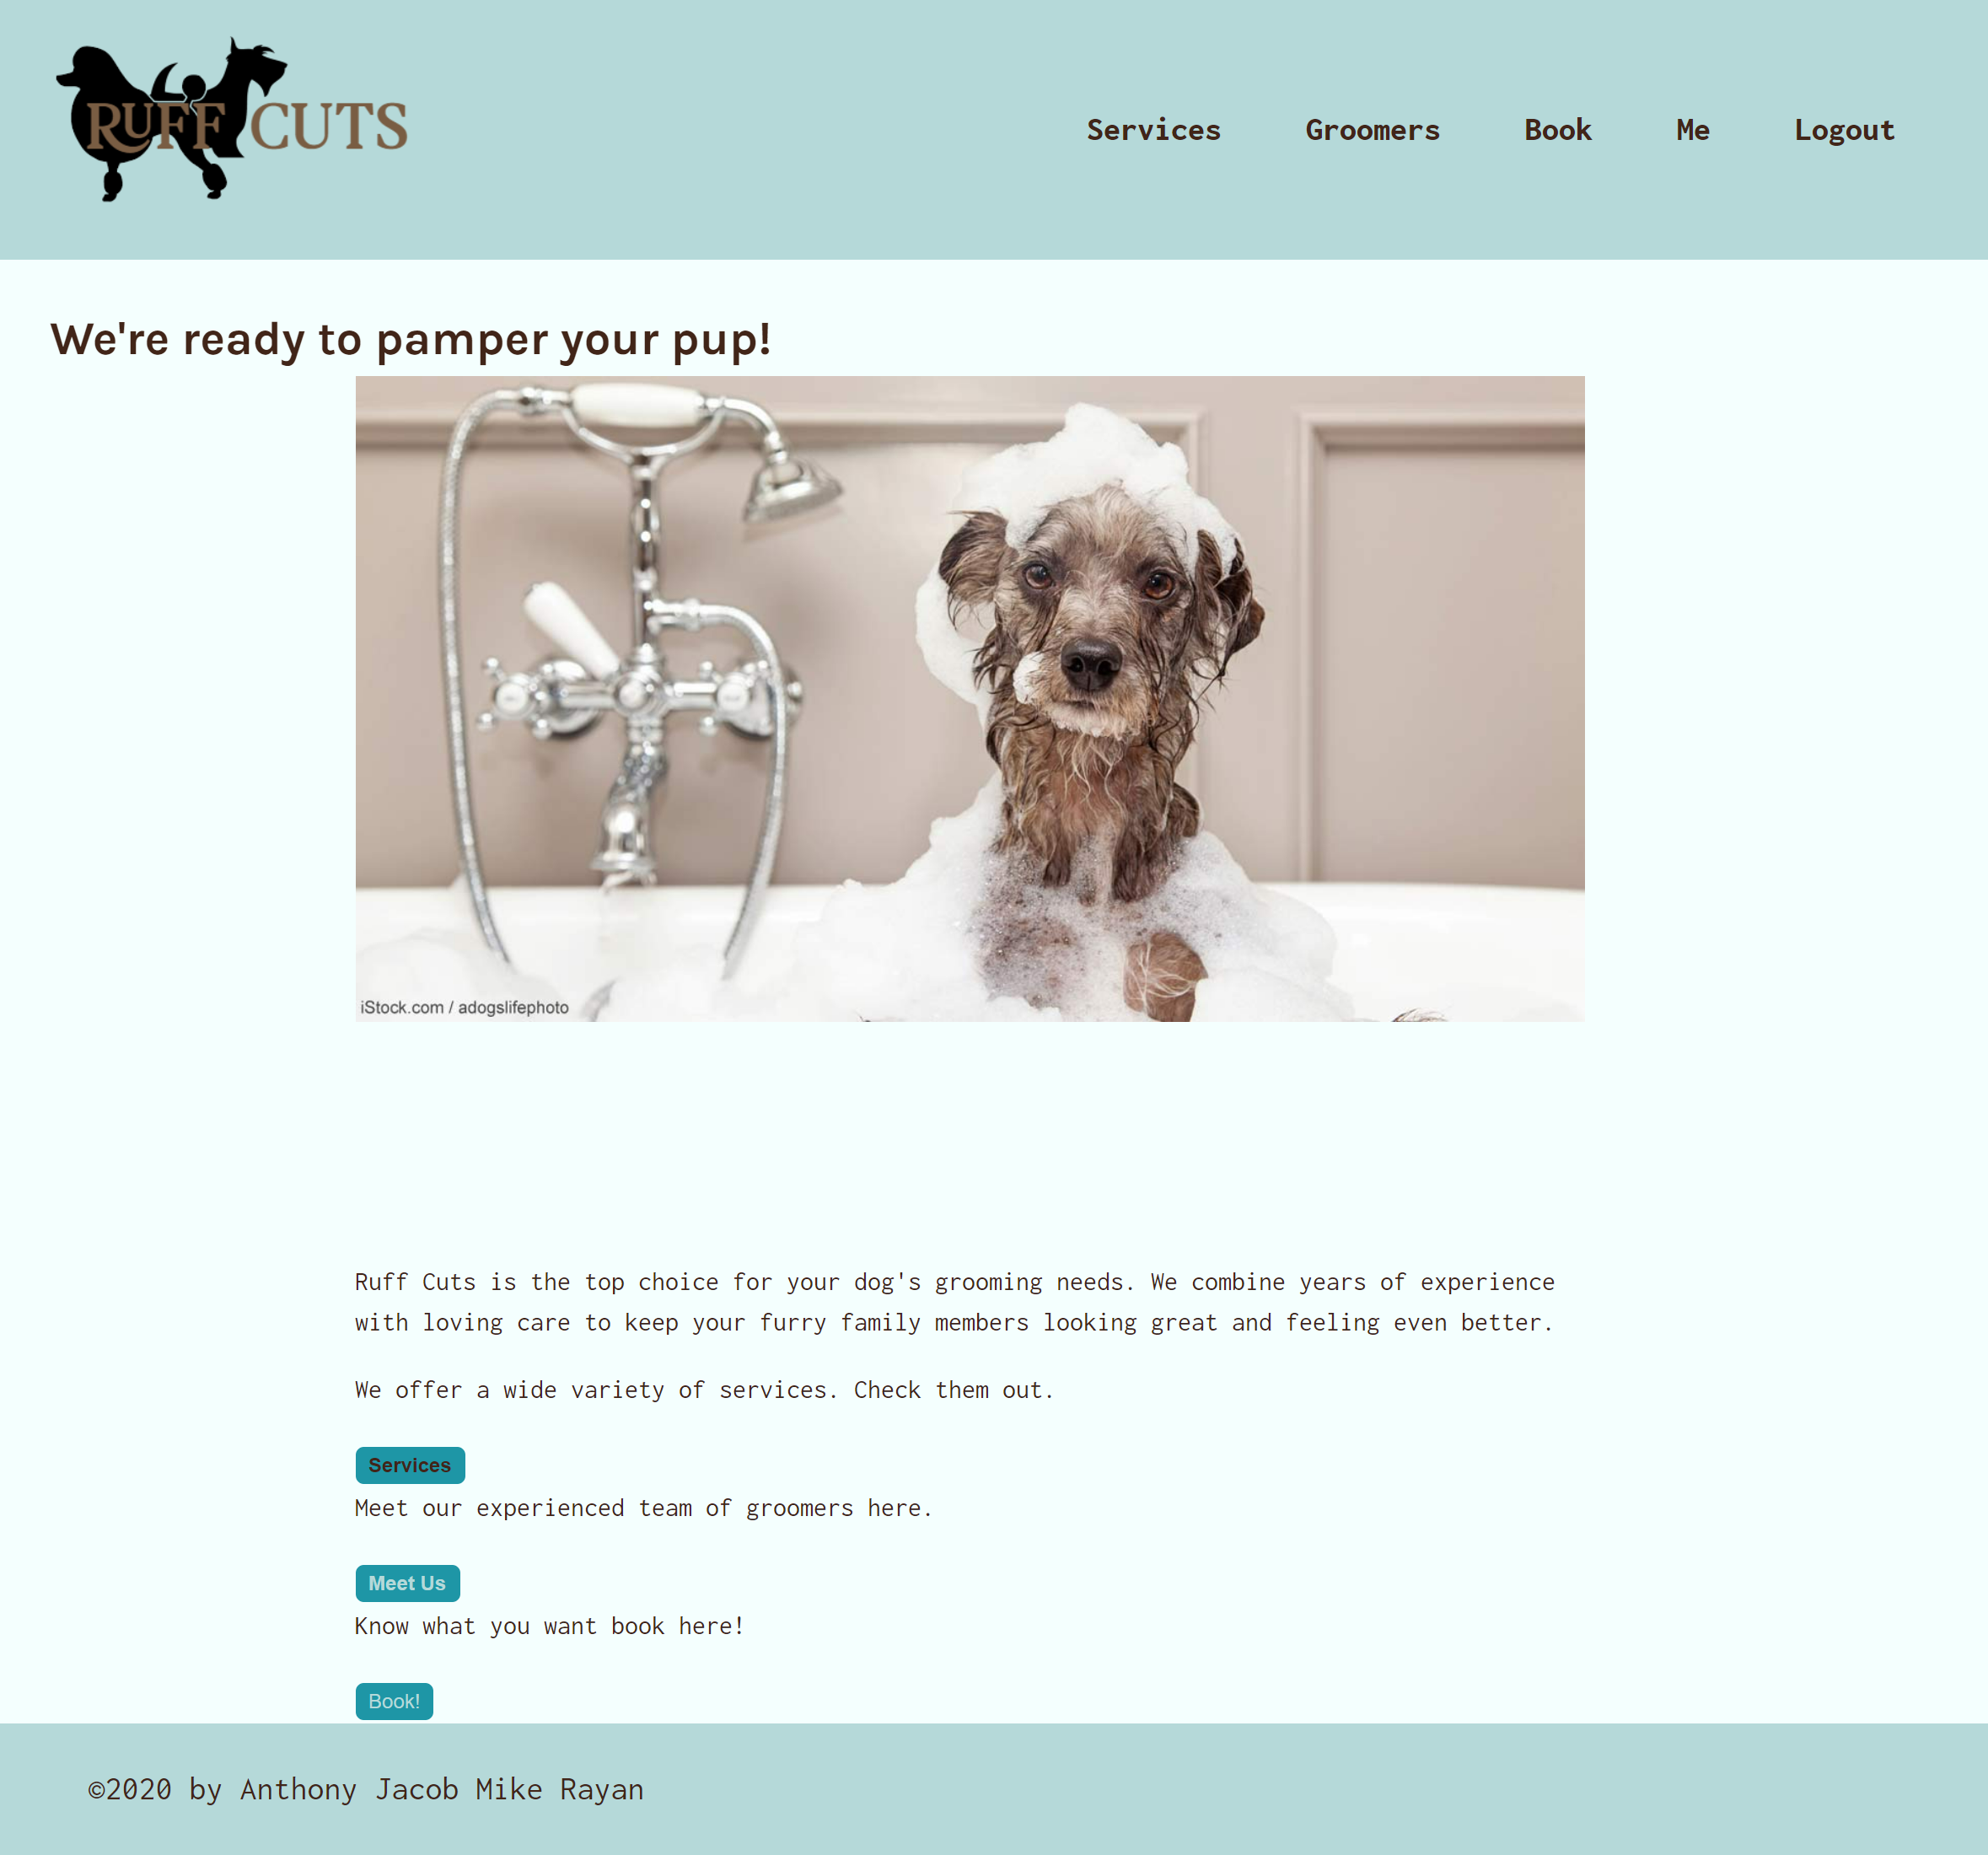 RUFF CUTS
Services Groomers Book Me Logout
We're ready to pamper your pup!
iStock.com / adogslifephoto
Ruff Cuts is the top choice for your dog's grooming needs. We combine years of experience
with loving care to keep your furry family members looking great and feeling even better.
We offer a wide variety of services. Check them out.
Services
Meet our experienced team of groomers here.
Meet Us
Know what you want book here!
Book!
©2020 by Anthony Jacob Mike Rayan